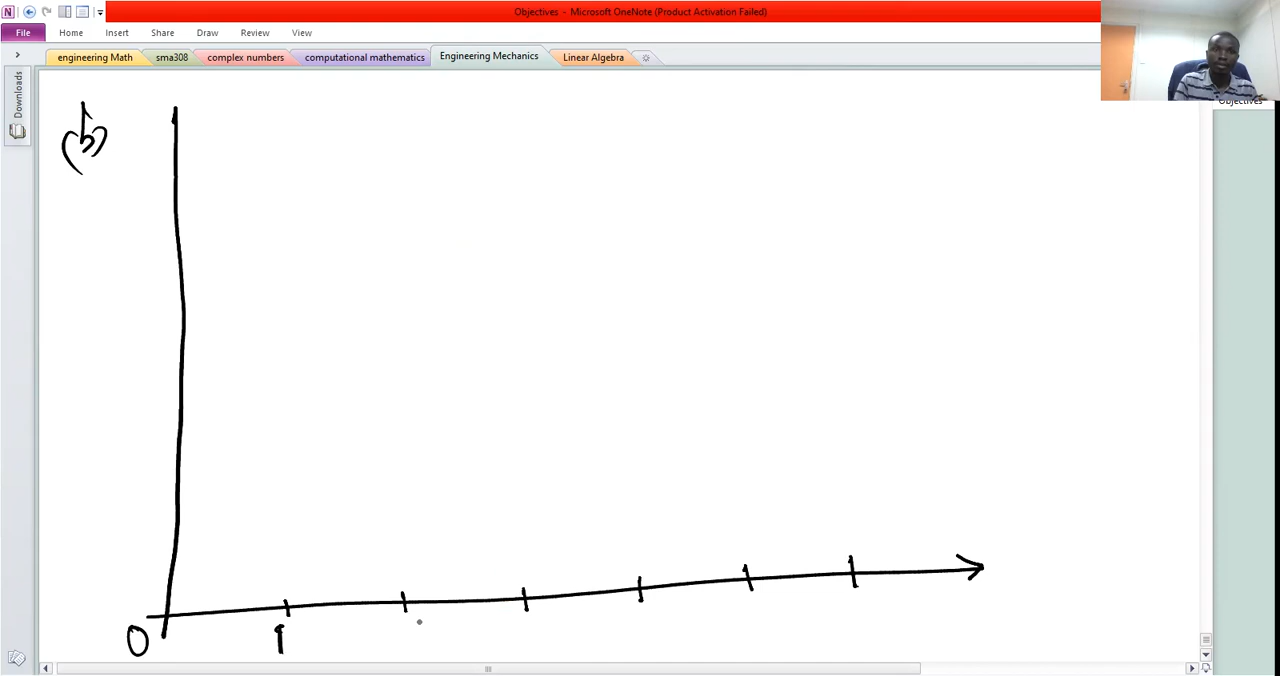 Objectives - Microsoft OneNote (Product Activation Failed)
File Home Insert Share Draw Review View
engineering Math sma308 complex numbers computational mathematics Engineering Mechanics Linear Algebra
Objectives
Downloads
(b)
0 1